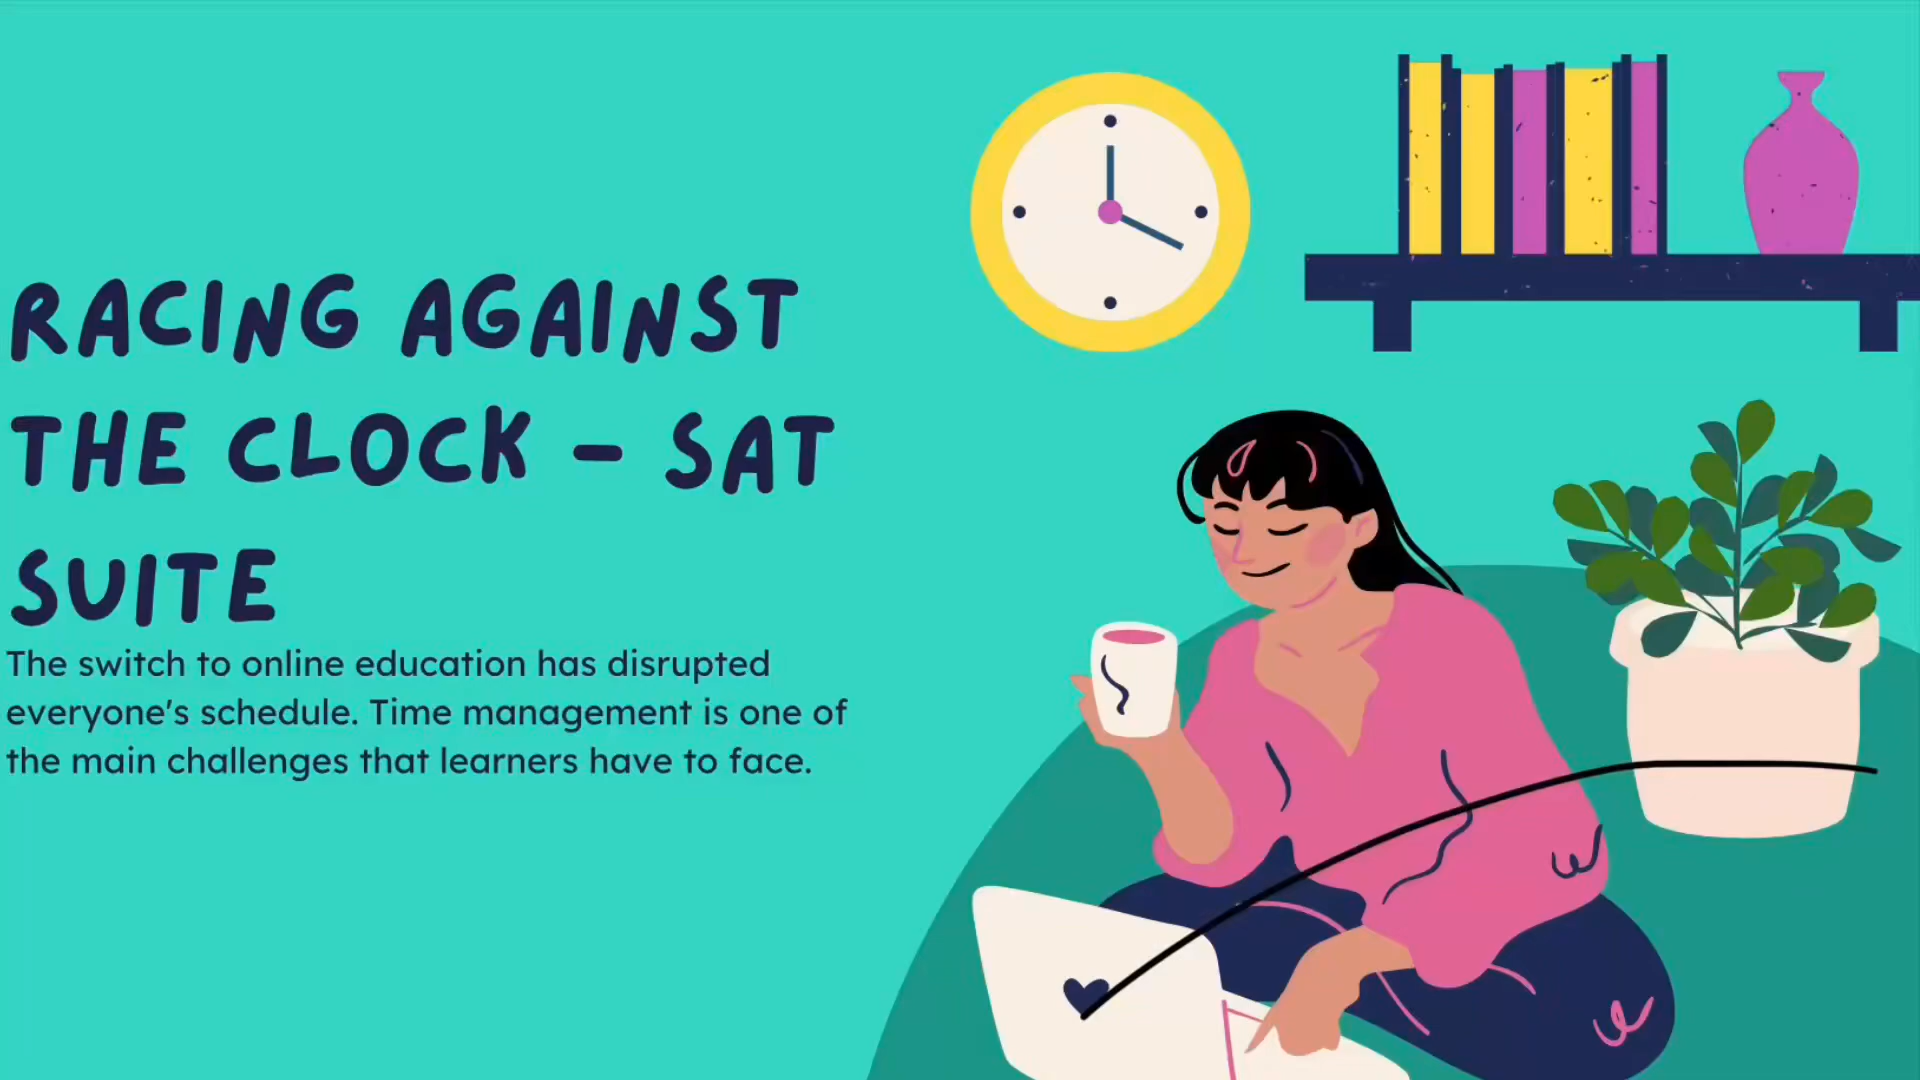 RACING AGAINST
THE CLOCK - SAT
SUITE
The switch to online education has disrupted
everyone's schedule. Time management is one of
the main challenges that learners have to face.